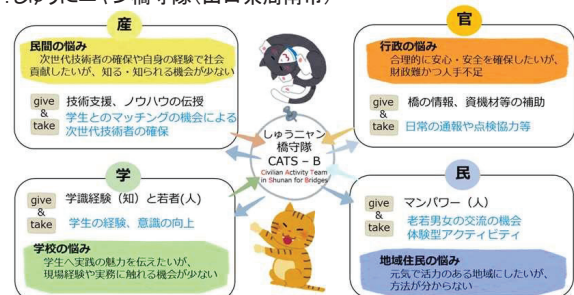 ：しゅうニャン橋守隊（山口県周南市）
産
民間の悩み
次世代技術者の確保や自身の経験で社会
貢献したいが、知る・知られる機会が少ない
give
&
take
技術支援、ノウハウの伝授
学生とのマッチングの機会による
次世代技術者の確保
官
行政の悩み
合理的に安心・安全を確保したいが、
財政難かつ人手不足
give
&
take
橋の情報、資機材等の補助
日常の通報や点検協力等
しゅうニャン
橋守隊
CATS－B
Civilian Activity Team
in Shunan for Bridges
学
give
&
take
学識経験（知）と若者(人)
学生の経験、意識の向上
学校の悩み
学生へ実践の魅力を伝えたいが、
現場経験や実務に触れる機会が少ない
民
give
&
take
マンパワー（人）
老若男女の交流の機会
体験型アクティビティ
地域住民の悩み
元気で活力のある地域にしたいが、
方法が分からない